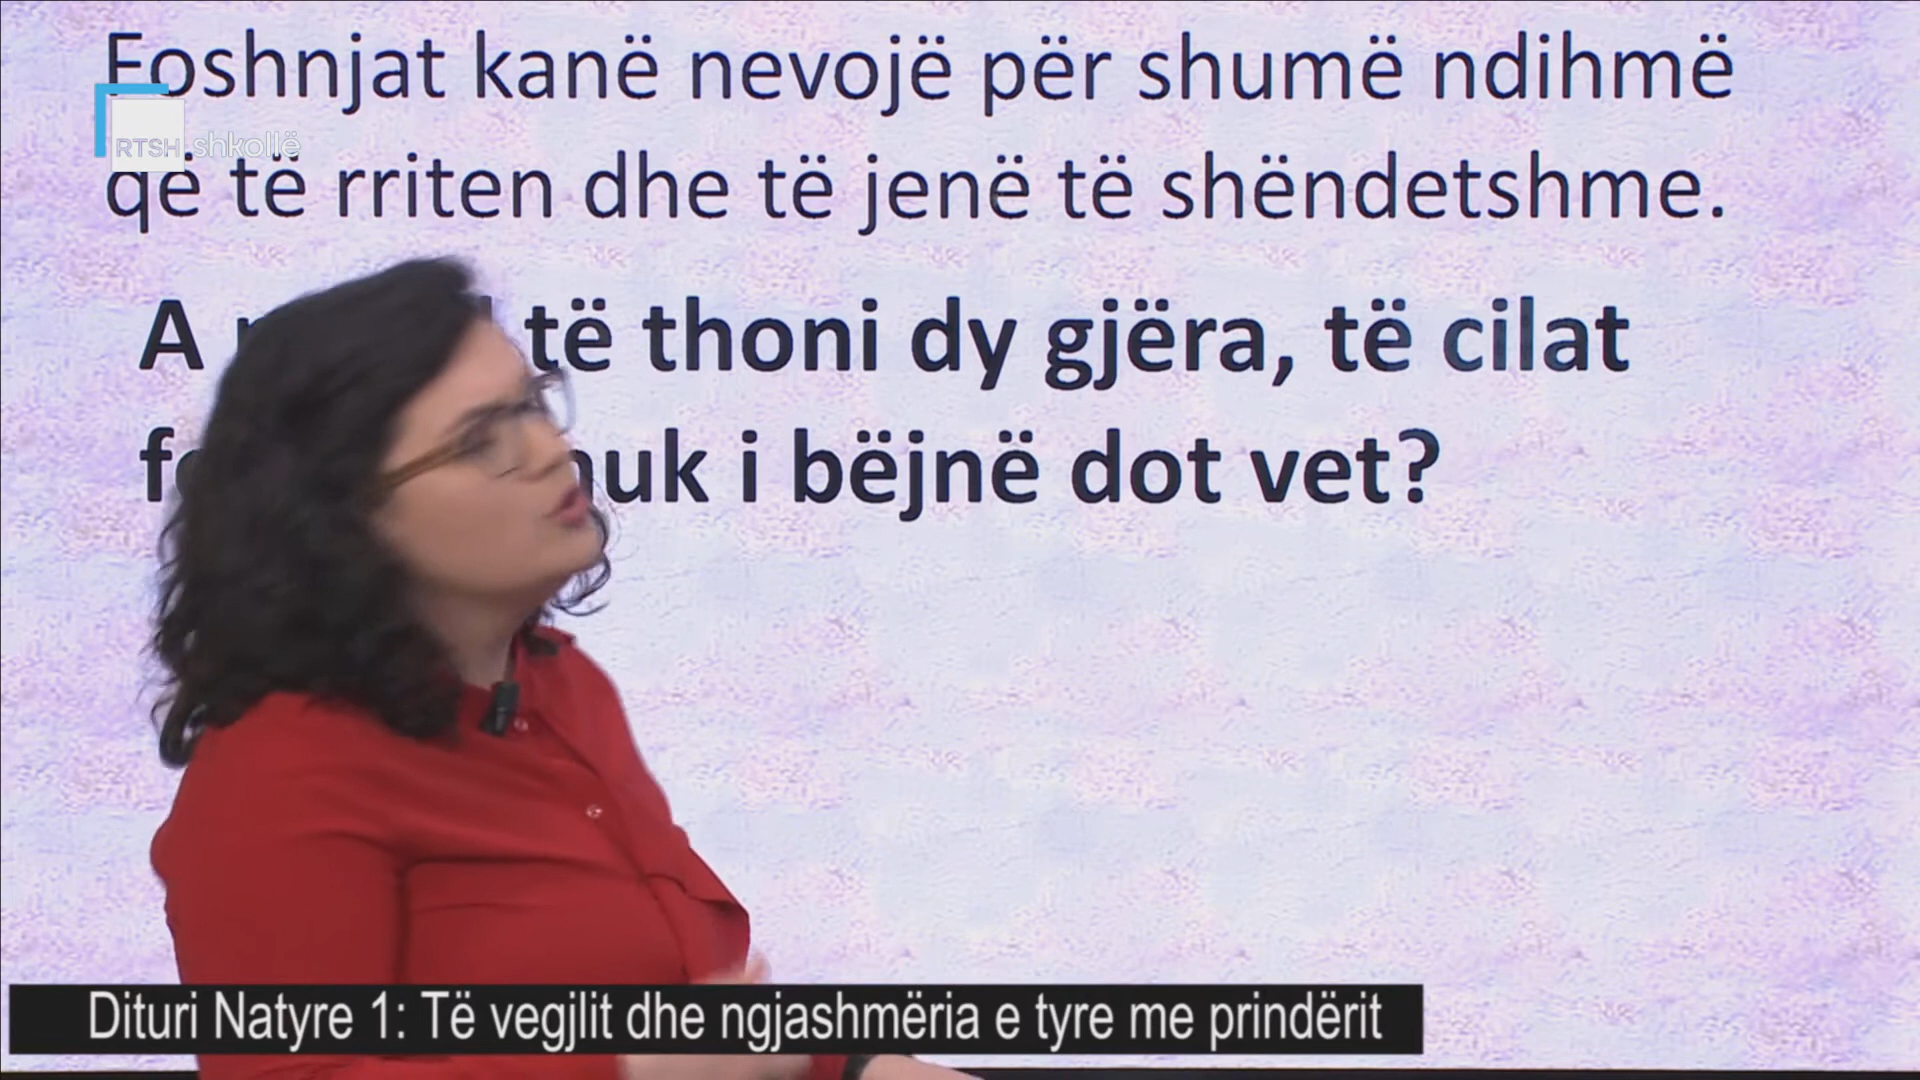 Foshnjat kanë nevojë për shumë ndihmë
RTSH shkollë
që të rriten dhe të jenë të shëndetshme.
A të thoni dy gjëra, të cilat
nuk i bëjnë dot vet?
Dituri Natyre 1: Të vegjlit dhe ngjashmëria e tyre me prindërit